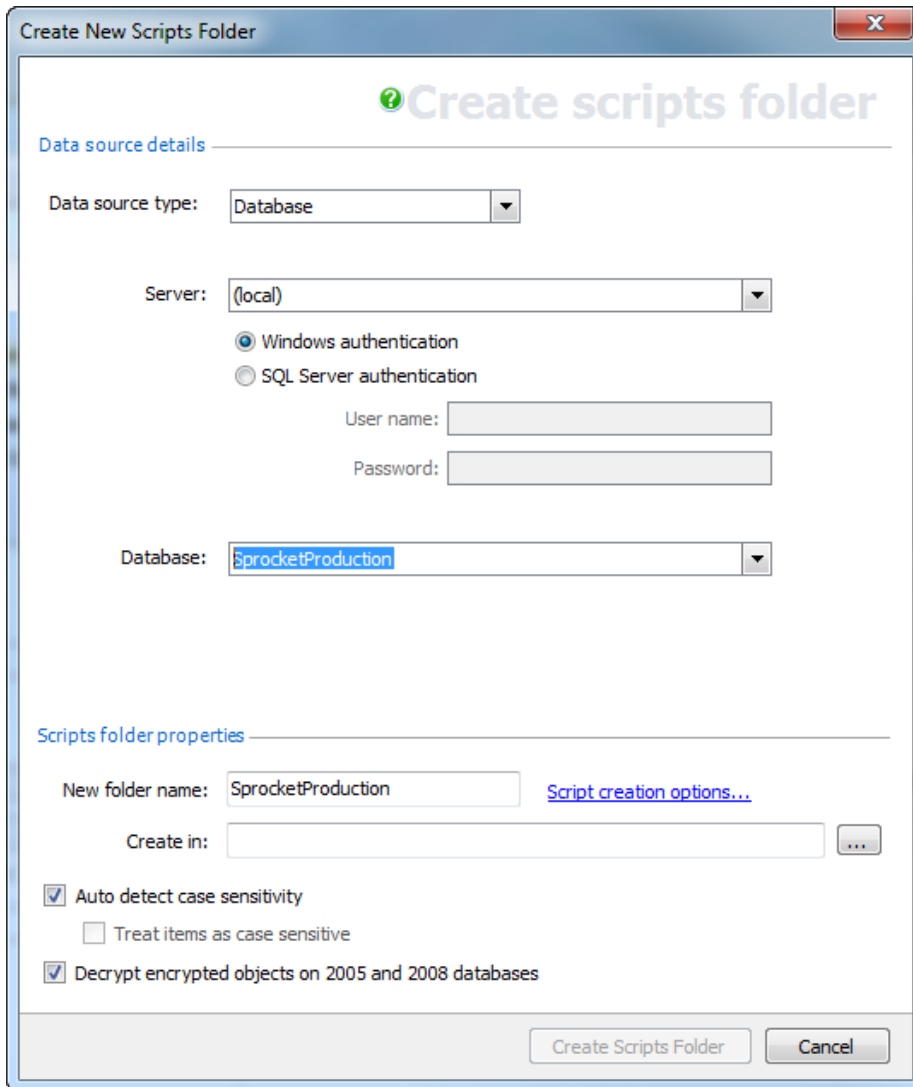 Create New Scripts Folder
Create scripts folder
Data source details
Data source type: Database
Server: (local)
Windows authentication
SQL Server authentication
User name:
Password:
Database: SprocketProduction
Scripts folder properties
New folder name: SprocketProduction Script creation options...
Create in: ...
Auto detect case sensitivity
Treat items as case sensitive
Decrypt encrypted objects on 2005 and 2008 databases
Create Scripts Folder Cancel